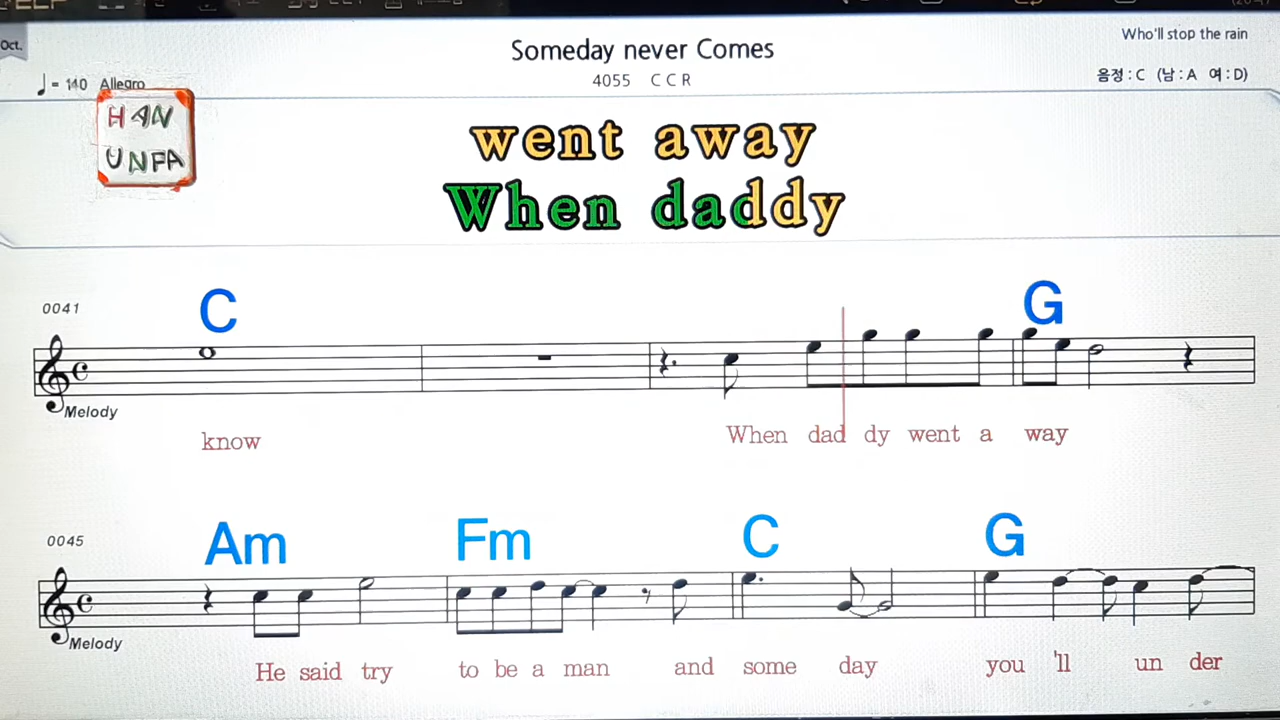 Oct.
Someday never Comes
Who'll stop the rain
♩ = 140 Allegro
4055 C C R
음정 : C (남 : A 여 : D)
HAN
UNFA
went away
When daddy
0041
C G
Melody
know When dad dy went a way
0045
Am Fm C G
Melody
He said try to be a man and some day you 'll un der